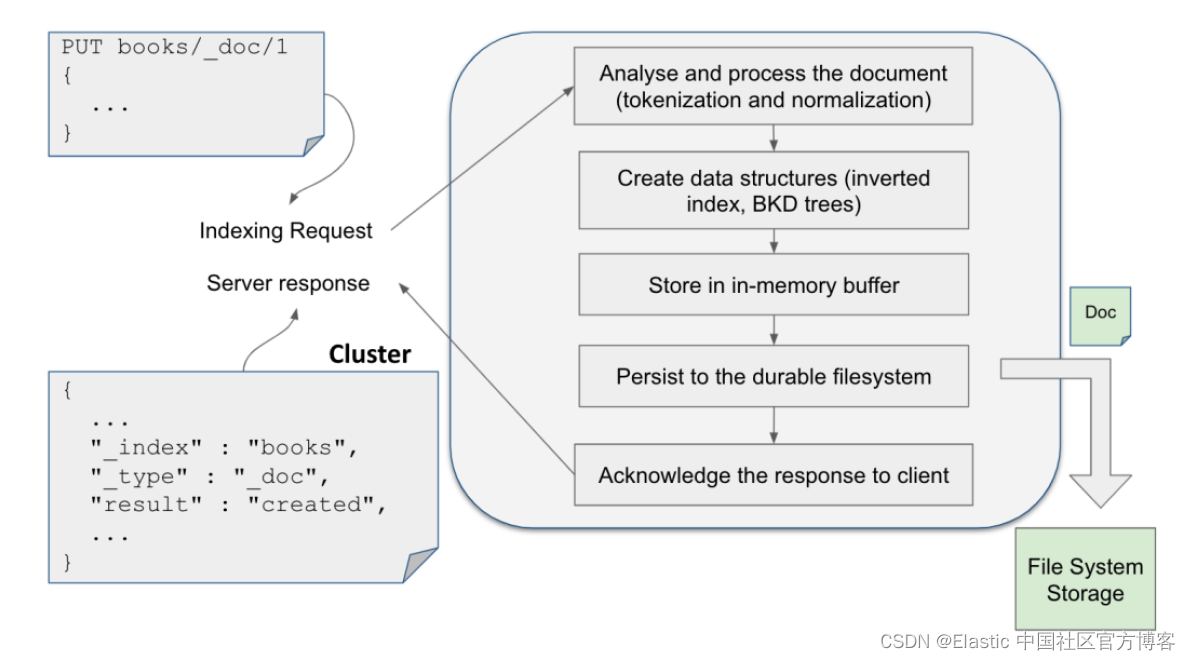 PUT books/_doc/1
{
...
}
Indexing Request
Server response
Cluster
{
...
"_index" : "books",
"_type" : "_doc",
"result" : "created",
...
}
Analyse and process the document
(tokenization and normalization)
Create data structures (inverted
index, BKD trees)
Store in in-memory buffer
Persist to the durable filesystem
Acknowledge the response to client
Doc
File System
Storage
CSDN @Elastic 中国社区官方博客